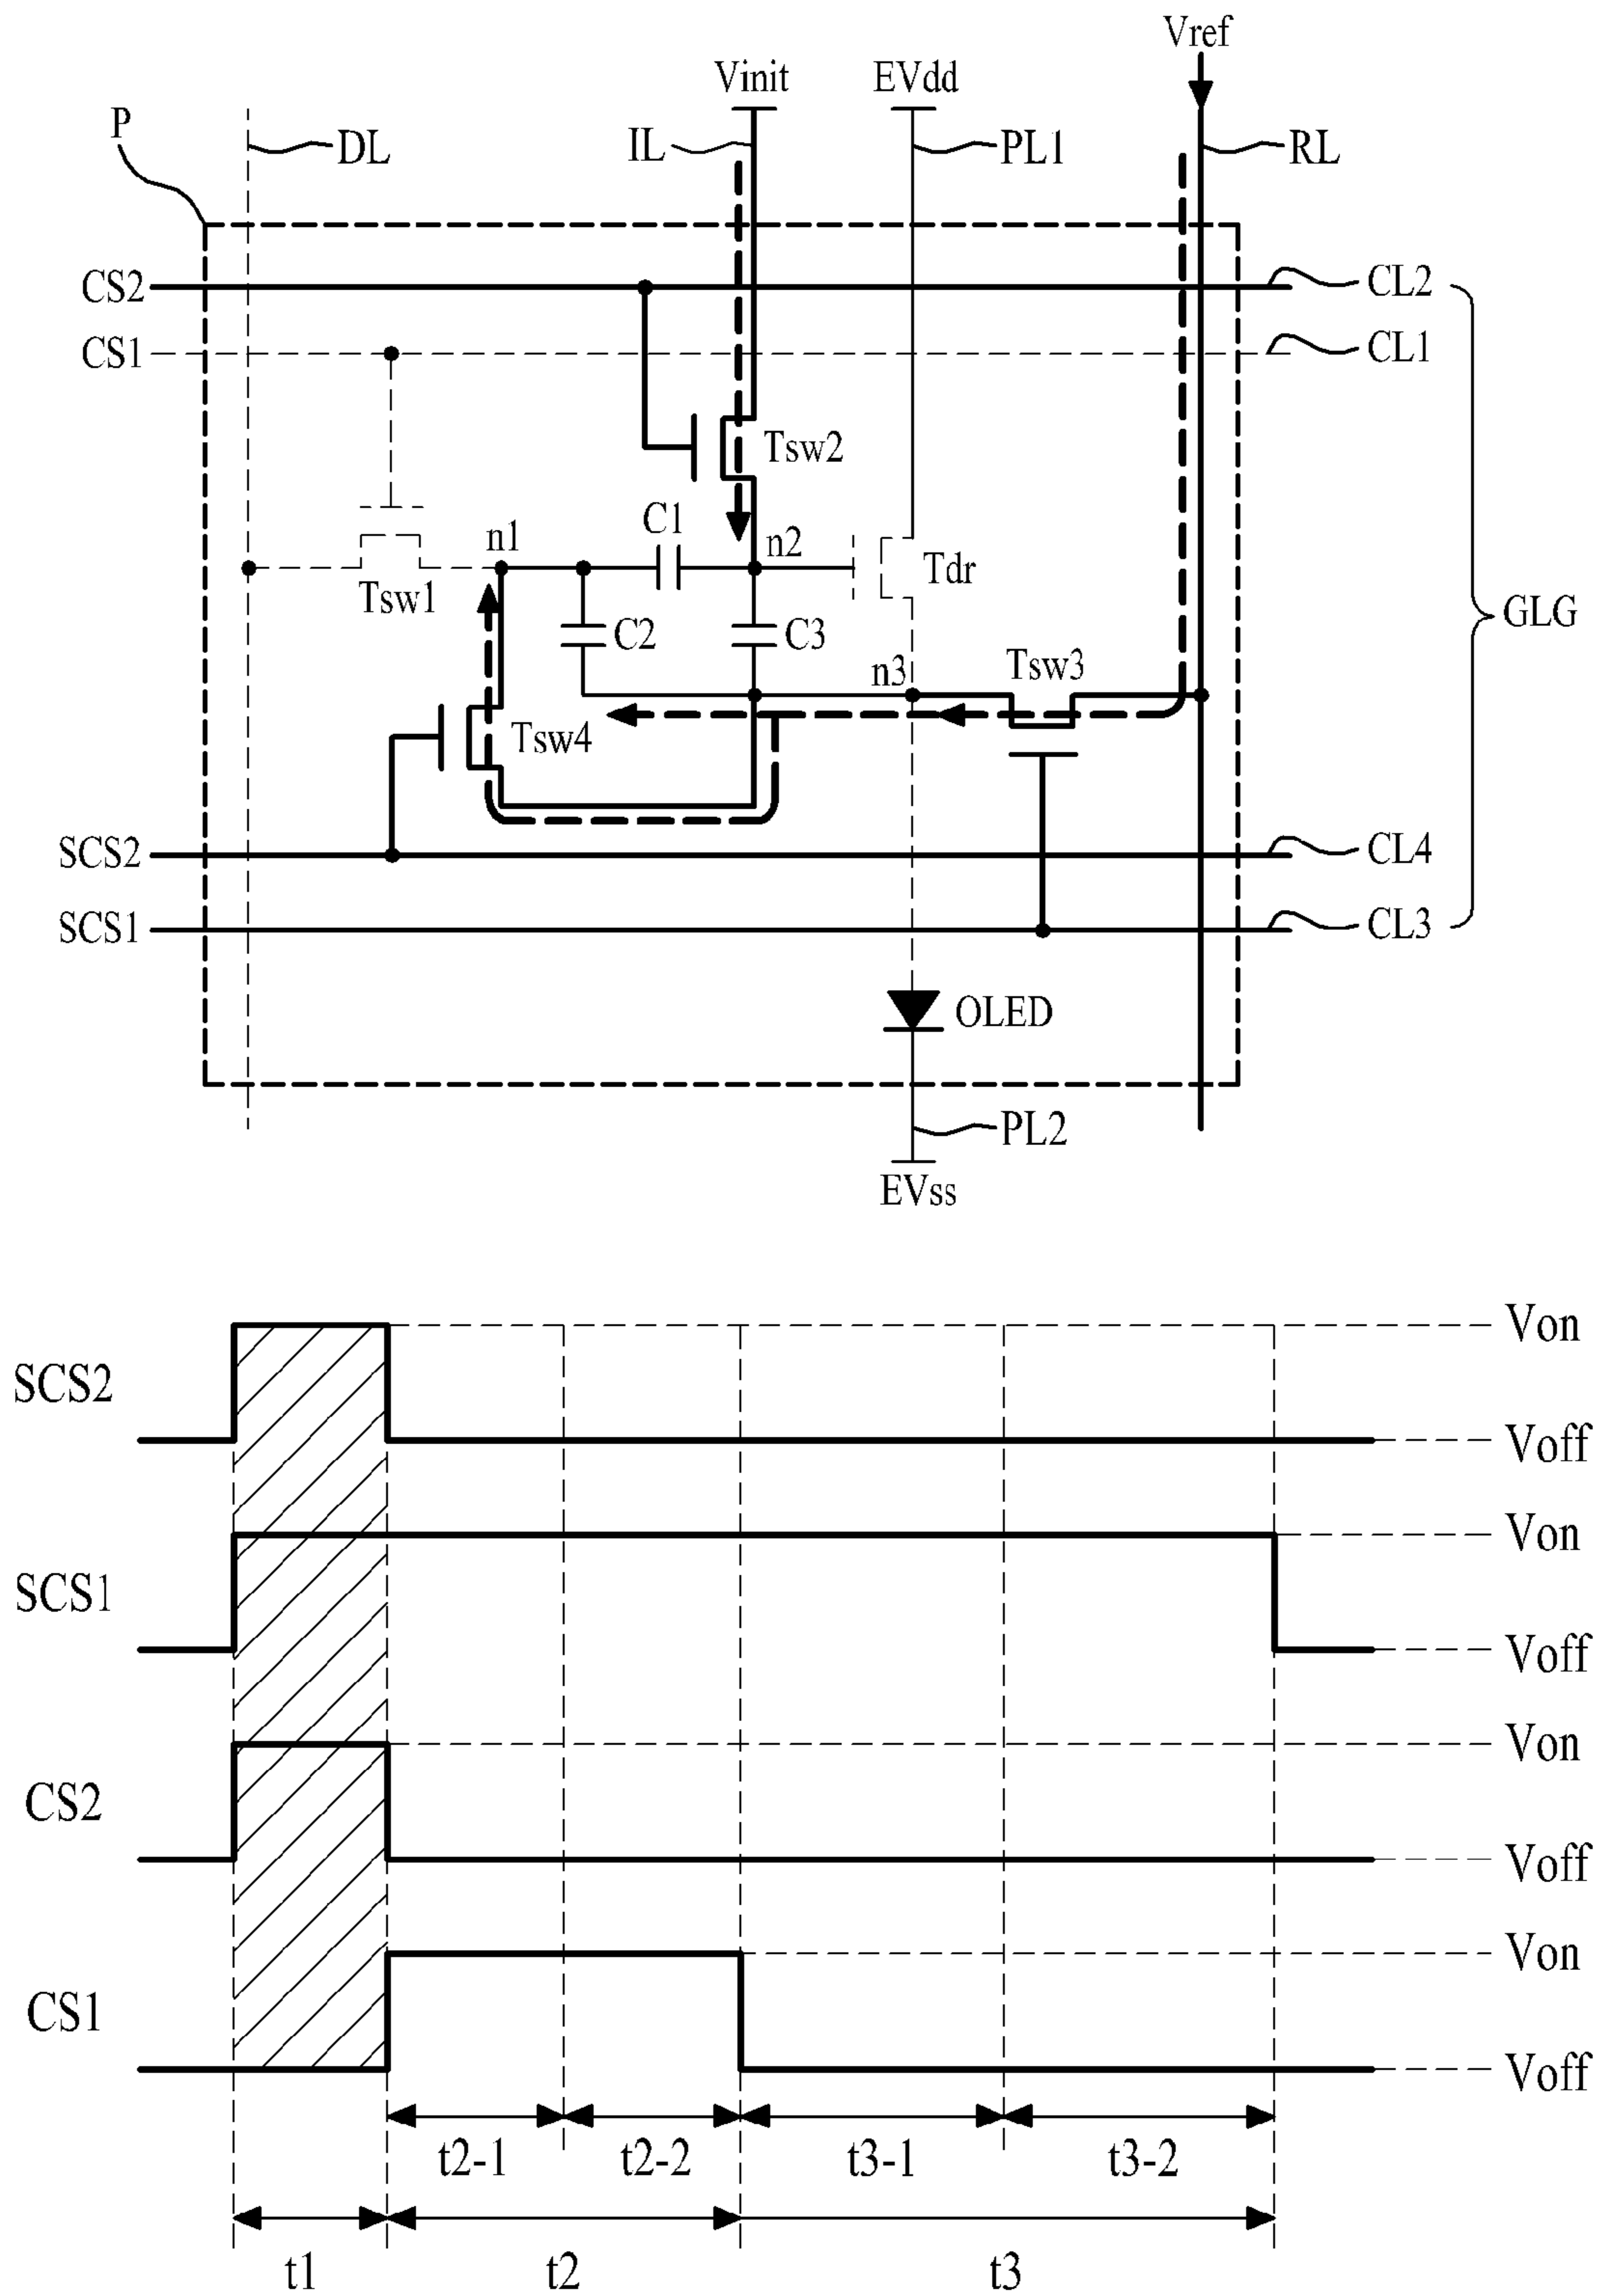 Vref
Vinit EVdd
P DL IL PL1 RL
CS2 CL2
CS1 CL1
Tsw2
C1
n1 n2
Tsw1 Tdr
C2 C3 GLG
n3 Tsw3
Tsw4
SCS2 CL4
SCS1 CL3
OLED
PL2
EVss
Von
SCS2
Voff
Von
SCS1
Voff
Von
CS2
Voff
Von
CS1
Voff
t2-1 t2-2 t3-1 t3-2
t1 t2 t3